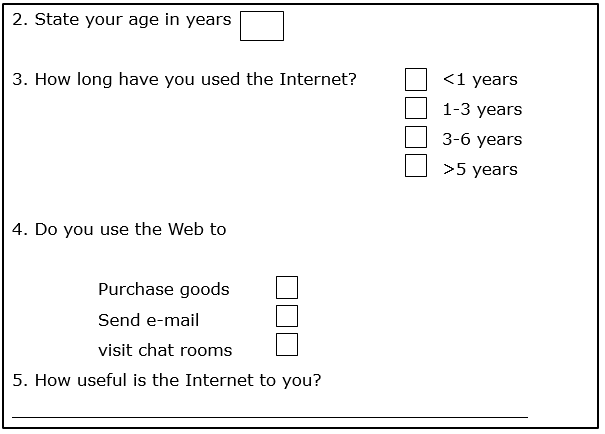 2. State your age in years
3. How long have you used the Internet? <1 years
1-3 years
3-6 years
>5 years
4. Do you use the Web to
Purchase goods
Send e-mail
visit chat rooms
5. How useful is the Internet to you?